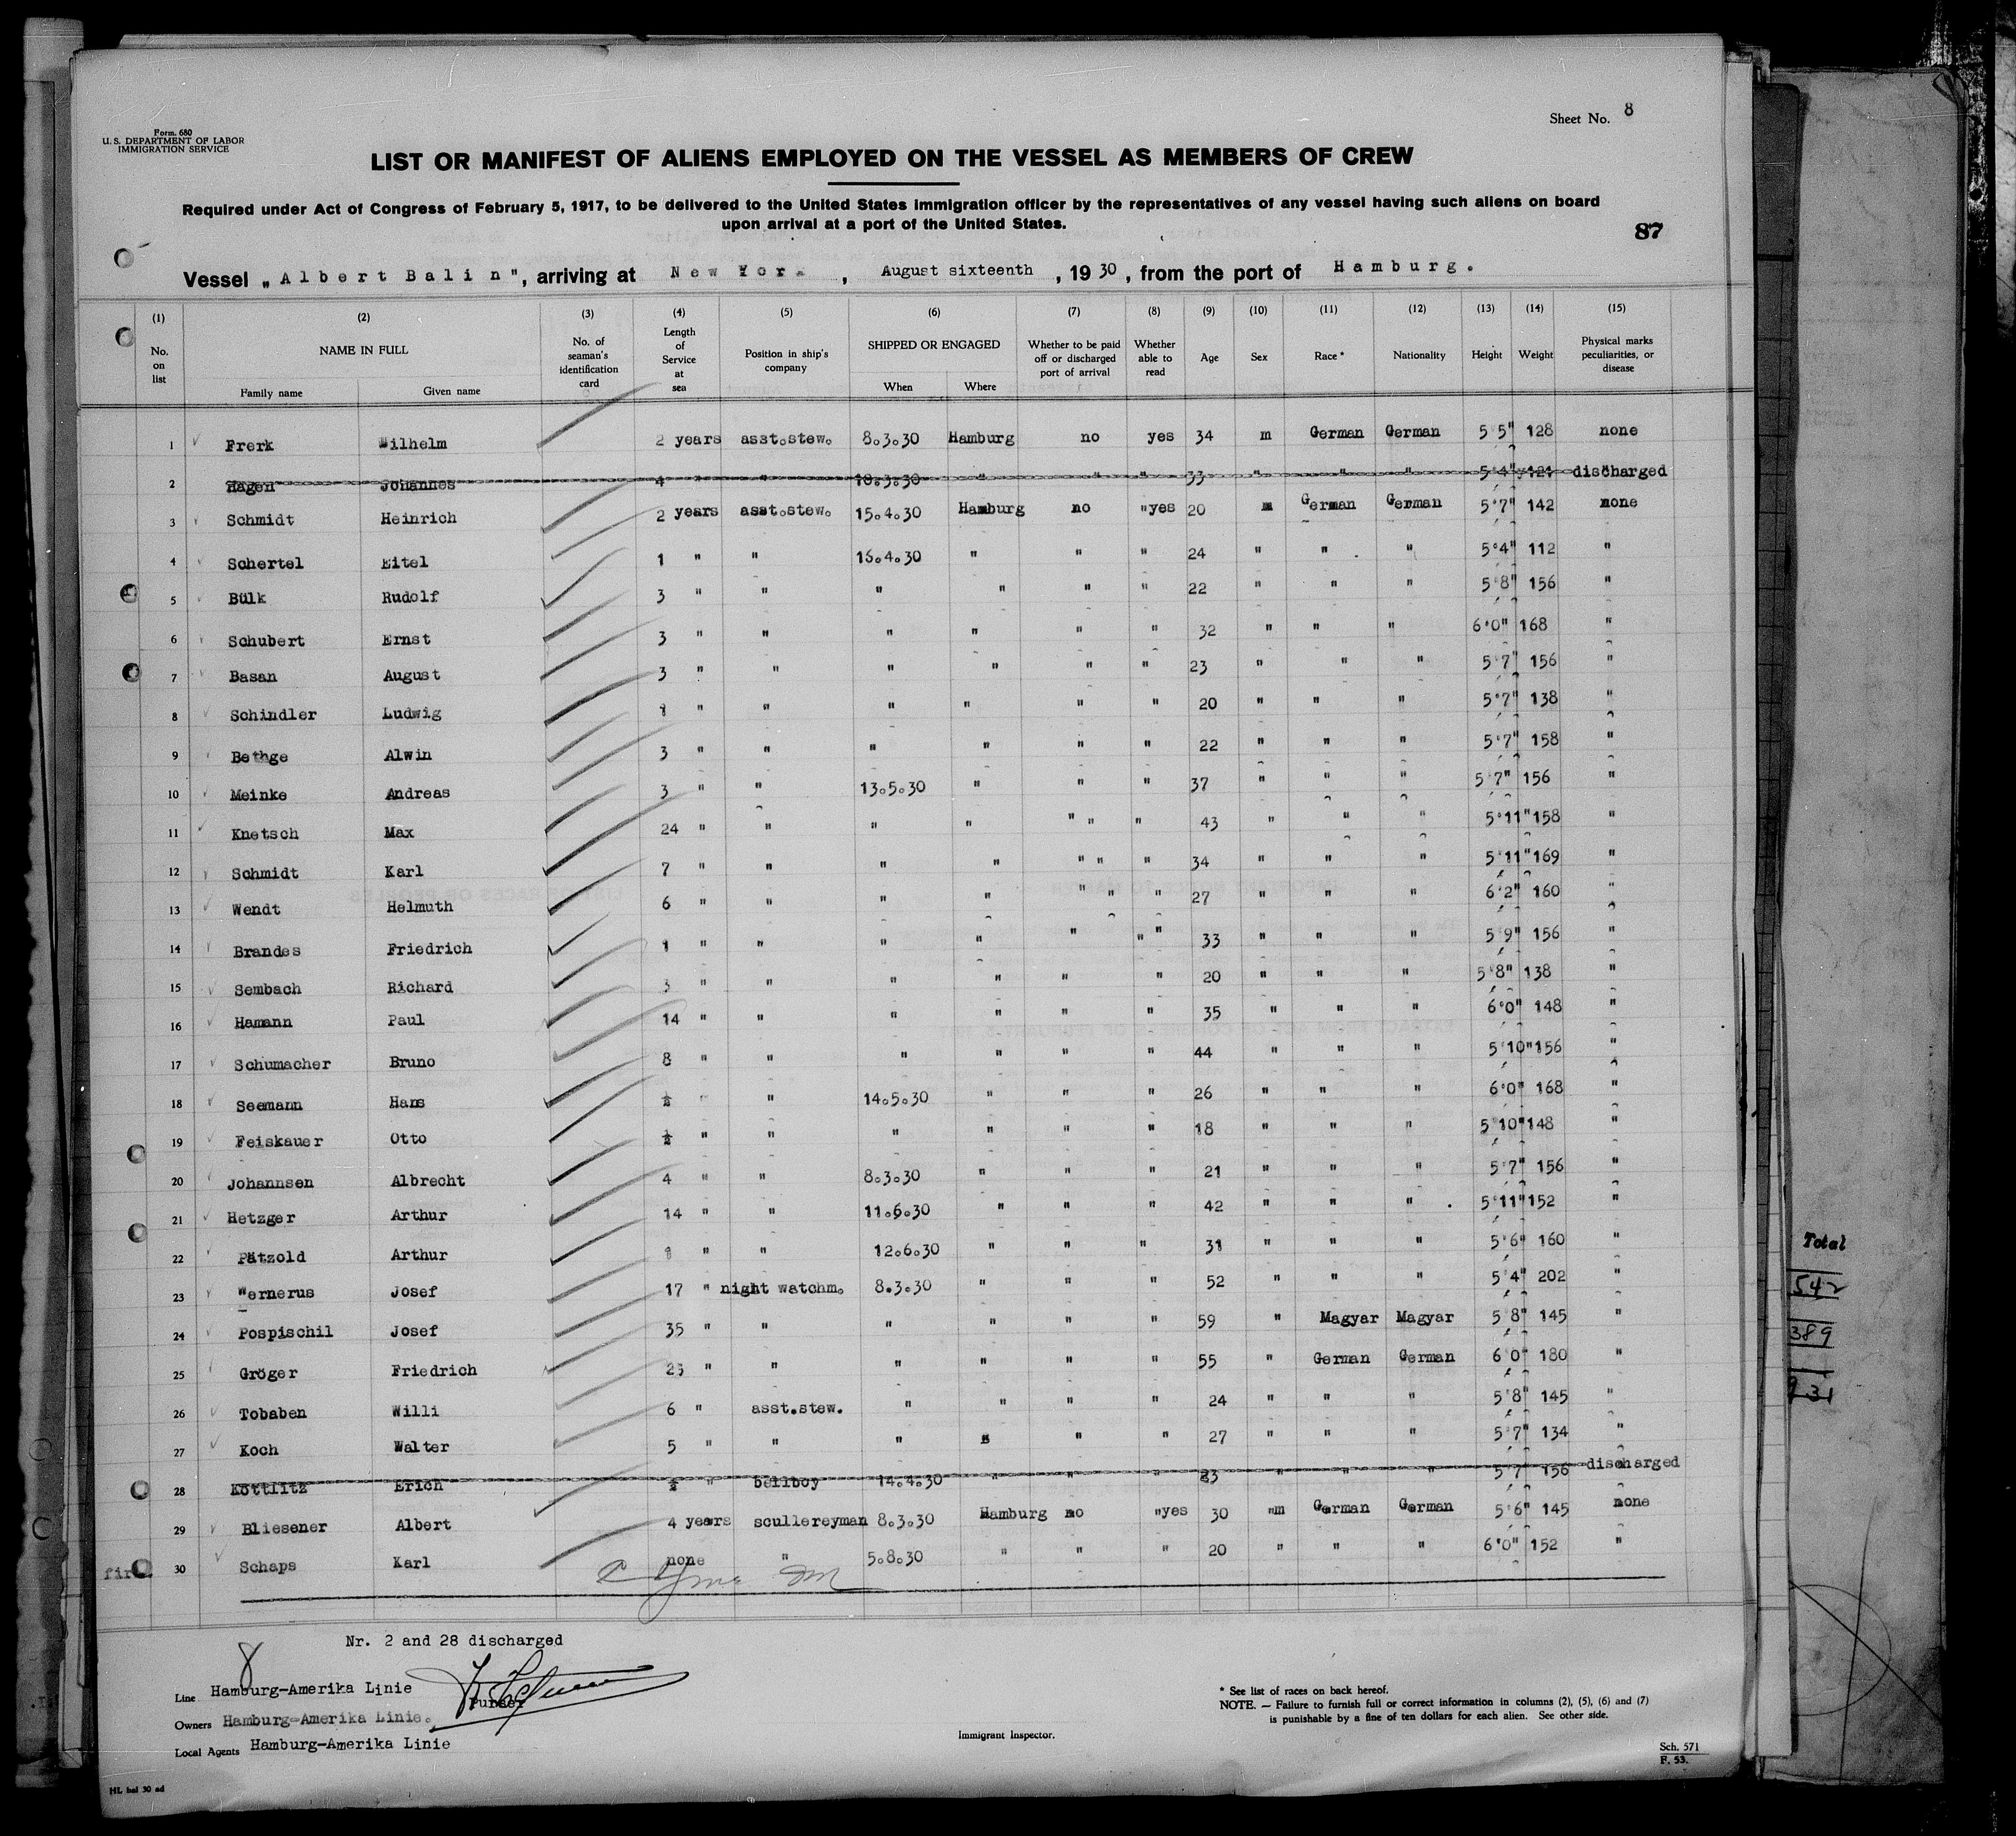 Form. 680
U. S. DEPARTMENT OF LABOR
IMMIGRATION SERVICE
Sheet No. 8
LIST OR MANIFEST OF ALIENS EMPLOYED ON THE VESSEL AS MEMBERS OF CREW
Required under Act of Congress of February 5, 1917, to be delivered to the United States immigration officer by the representatives of any vessel having such aliens on board
upon arrival at a port of the United States.
87
Vessel „Albert Balin", arriving at New York, August sixteenth, 1930, from the port of Hamburg.
(1) (2) (3) (4) (5) (6) (7) (8) (9) (10) (11) (12) (13) (14) (15)
No. on list NAME IN FULL Family name Given name No. of seaman's identification card Length of Service at sea Position in ship's company SHIPPED OR ENGAGED When Where Whether to be paid off or discharged port of arrival Whether able to read Age Sex Race * Nationality Height Weight Physical marks peculiarities, or disease
1 Frerk Wilhelm 2 years asst.stew. 8.3.30 Hamburg no yes 34 m German German 5'5" 128 none
2 Hagen Johannes 4 " " 18.3.30 " " " 33 " " " 5'4" 121 discharged
3 Schmidt Heinrich 2 years asst.stew. 15.4.30 Hamburg no "yes 20 m German German 5'7" 142 none
4 Schertel Eitel 1 " " 16.4.30 " " " 24 " " " 5'4" 112 "
5 Bülk Rudolf 3 " " " " " " 22 " " " 5'8" 156 "
6 Schubert Ernst 3 " " " " " " 32 " " " 6'0" 168 "
7 Basan August 3 " " " " " " 23 " " " 5'7" 156 "
8 Schindler Ludwig 1 " " " " " " 20 " " " 5'7" 138 "
9 Bethge Alwin 3 " " " " " " 22 " " " 5'7" 158 "
10 Meinke Andreas 3 " " 13.5.30 " " " 37 " " " 5'7" 156 "
11 Knetsch Max 24 " " " " " " " 43 " " " 5'11" 158 "
12 Schmidt Karl 7 " " " " " " " 34 " " " 5'11" 169 "
13 Wendt Helmuth 6 " " " " " " " 27 " " " 6'2" 160 "
14 Brandes Friedrich 1 " " " " " " " 33 " " " 5'9" 156 "
15 Sembach Richard 3 " " " " " " 20 " " " 5'8" 138 "
16 Hamann Paul 14 " " " " " " 35 " " " 6'0" 148 "
17 Schumacher Bruno 8 " " " " " " 44 " " " 5'10" 156 "
18 Seemann Hans ½ " " 14.5.30 " " " 26 " " " 6'0" 168 "
19 Feiskauer Otto ½ " " " " " " 18 " " " 5'10" 148 "
20 Johannsen Albrecht 4 " " 8.3.30 " " " 21 " " " 5'7" 156 "
21 Hetzger Arthur 14 " " 11.6.30 " " " 42 " " " 5'11" 152 "
22 Pätzold Arthur " " 12.6.30 " " " 31 " " " 5'6" 160 "
23 Wernerus Josef 17 " night watchm. 8.3.30 " " " 52 " " " 5'4" 202 "
24 Pospischil Josef 35 " " " " " " 59 " Magyar Magyar 5'8" 145 "
25 Gröger Friedrich 23 " " " " " " 55 " German German 6'0" 180 "
26 Tobaben Willi 6 " asst.stew. " " " " 24 " " " 5'8" 145 "
27 Koch Walter 5 " " " " " " 27 " " " 5'7" 134 "
28 Köttlitz Erich ½ " bellboy 14.4.30 " " " 23 " " " 5'7 156 discharged
29 Bliesener Albert 4 years scullereyman 8.3.30 Hamburg no "yes 30 "m German German 5'6" 145 none
30 Schaps Karl none " 5.8.30 " " " 20 " " " 6'0" 152 "
Nr. 2 and 28 discharged
8
Line Hamburg-Amerika Linie
Purser
Owners Hamburg-Amerika Linie.
Local Agents Hamburg-Amerika Linie
Immigrant Inspector.
* See list of races on back hereof.
NOTE. — Failure to furnish full or correct information in columns (2), (5), (6) and (7)
is punishable by a fine of ten dollars for each alien. See other side.
Sch. 571
F. 53.
HL bal 30 ad
Total
542
389
931